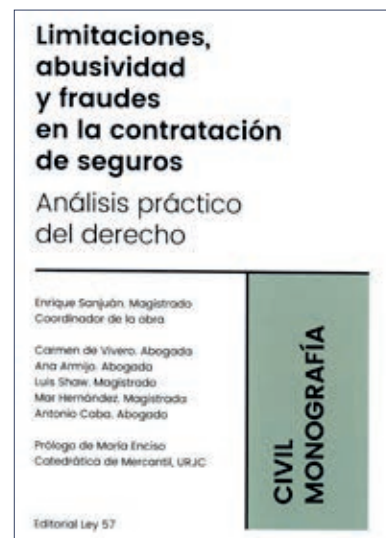 Limitaciones,
abusividad
y fraudes
en la contratación
de seguros
Análisis práctico
del derecho
Enrique Sanjuán. Magistrado
Coordinador de la obra
Carmen de Vivero. Abogada
Ana Armijo. Abogada
Luis Shaw. Magistrado
Mar Hernández. Magistrada
Antonio Caba. Abogado
Prólogo de María Enciso
Catedrática de Mercantil, URJC
CIVIL
MONOGRAFÍA
Editorial Ley 57